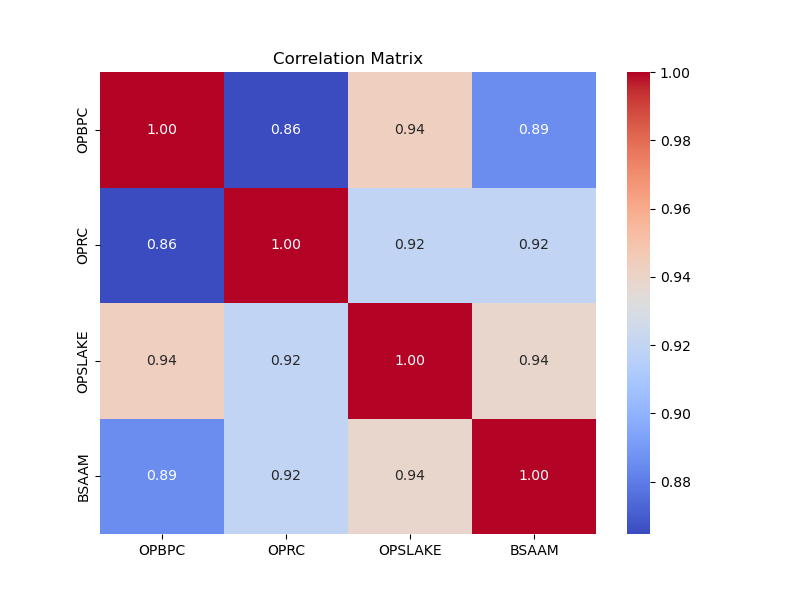 Correlation Matrix
OPBPC
1.00
0.86
0.94
0.89
OPRC
0.86
1.00
0.92
0.92
OPSLAKE
0.94
0.92
1.00
0.94
BSAAM
0.89
0.92
0.94
1.00
OPBPC
OPRC
OPSLAKE
BSAAM
1.00
0.98
0.96
0.94
0.92
0.90
0.88